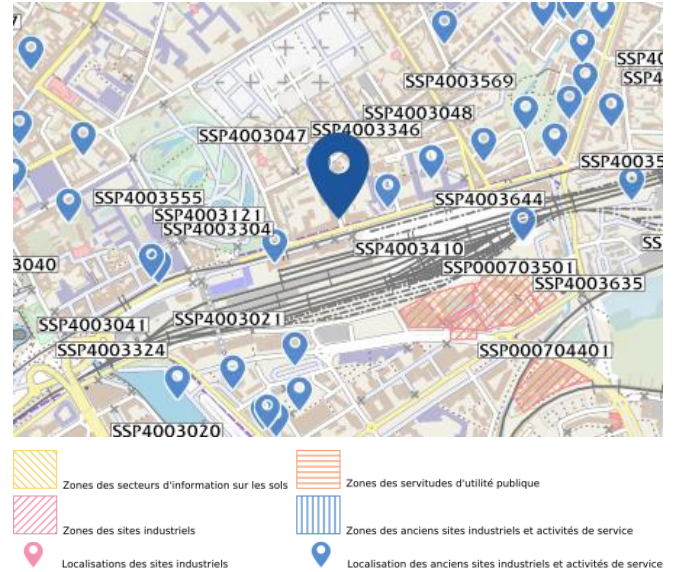 SSP4003569
SSP4003048
SSP4003047
SSP4003346
SSP4003555
SSP4003644
SSP4003121
SSP4003304
SSP4003410
3040
SSP000703501
SSP4003635
SSP4003041
SSP4003021
SSP4003324
SSP000704401
SSP4003020
SSP40
SSP4
SSP40035
SS
Zones des secteurs d'information sur les sols
Zones des servitudes d'utilité publique
Zones des sites industriels
Zones des anciens sites industriels et activités de service
Localisations des sites industriels
Localisation des anciens sites industriels et activités de service